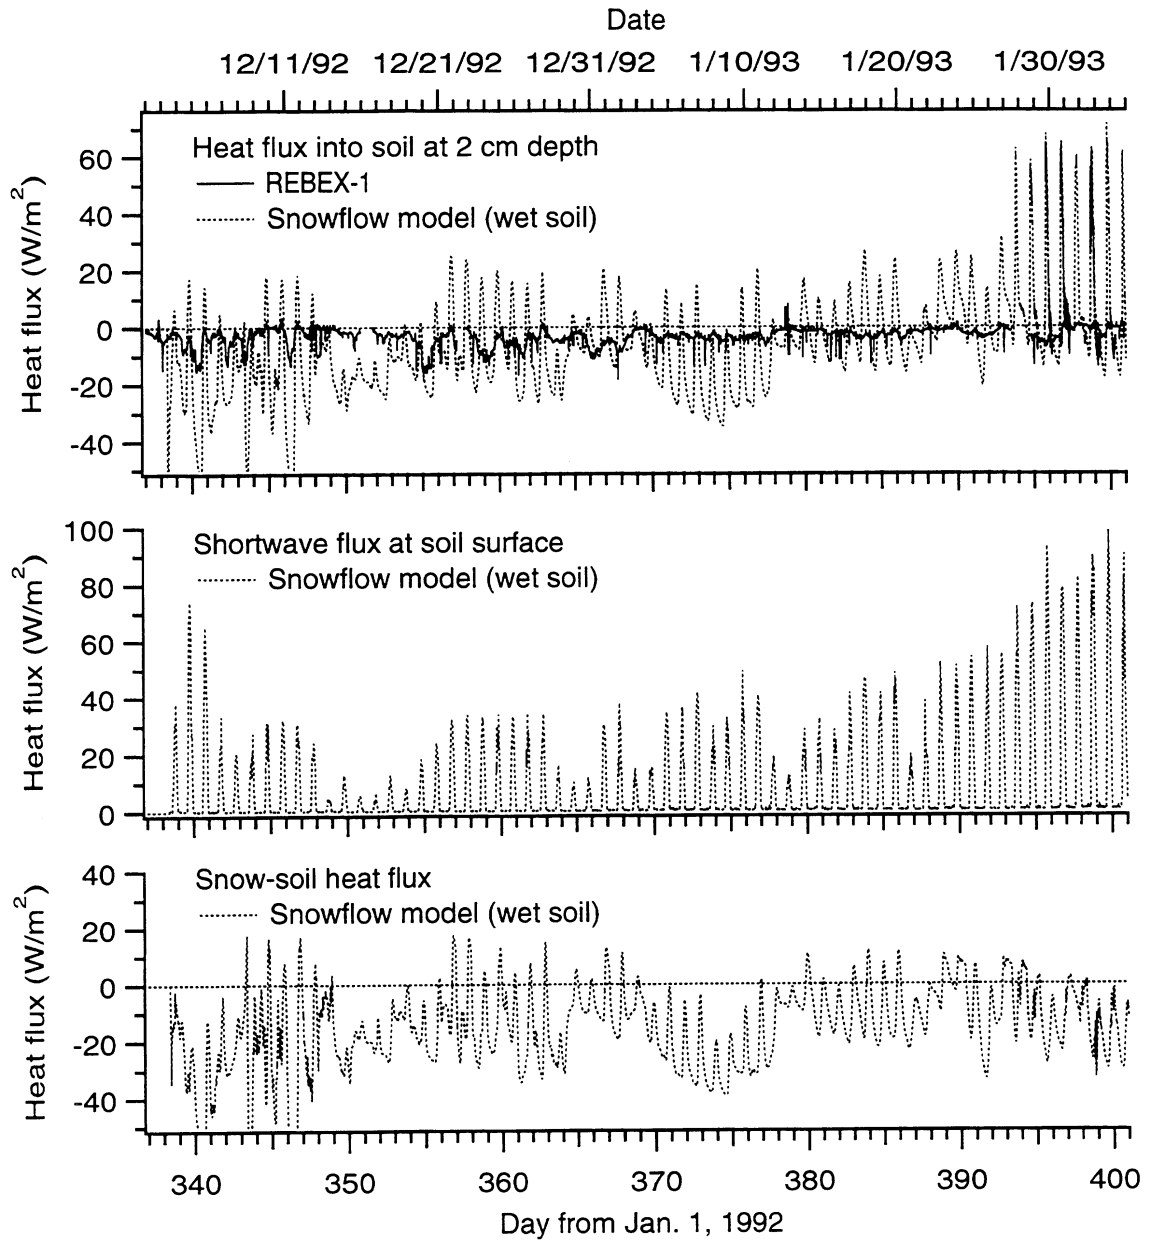 Date
12/11/92 12/21/92 12/31/92 1/10/93 1/20/93 1/30/93
Heat flux into soil at 2 cm depth
REBEX-1
Snowflow model (wet soil)
Heat flux (W/m²)
60
40
20
0
-20
-40
Shortwave flux at soil surface
Snowflow model (wet soil)
Heat flux (W/m²)
100
80
60
40
20
0
Snow-soil heat flux
Snowflow model (wet soil)
Heat flux (W/m²)
40
20
0
-20
-40
340 350 360 370 380 390 400
Day from Jan. 1, 1992